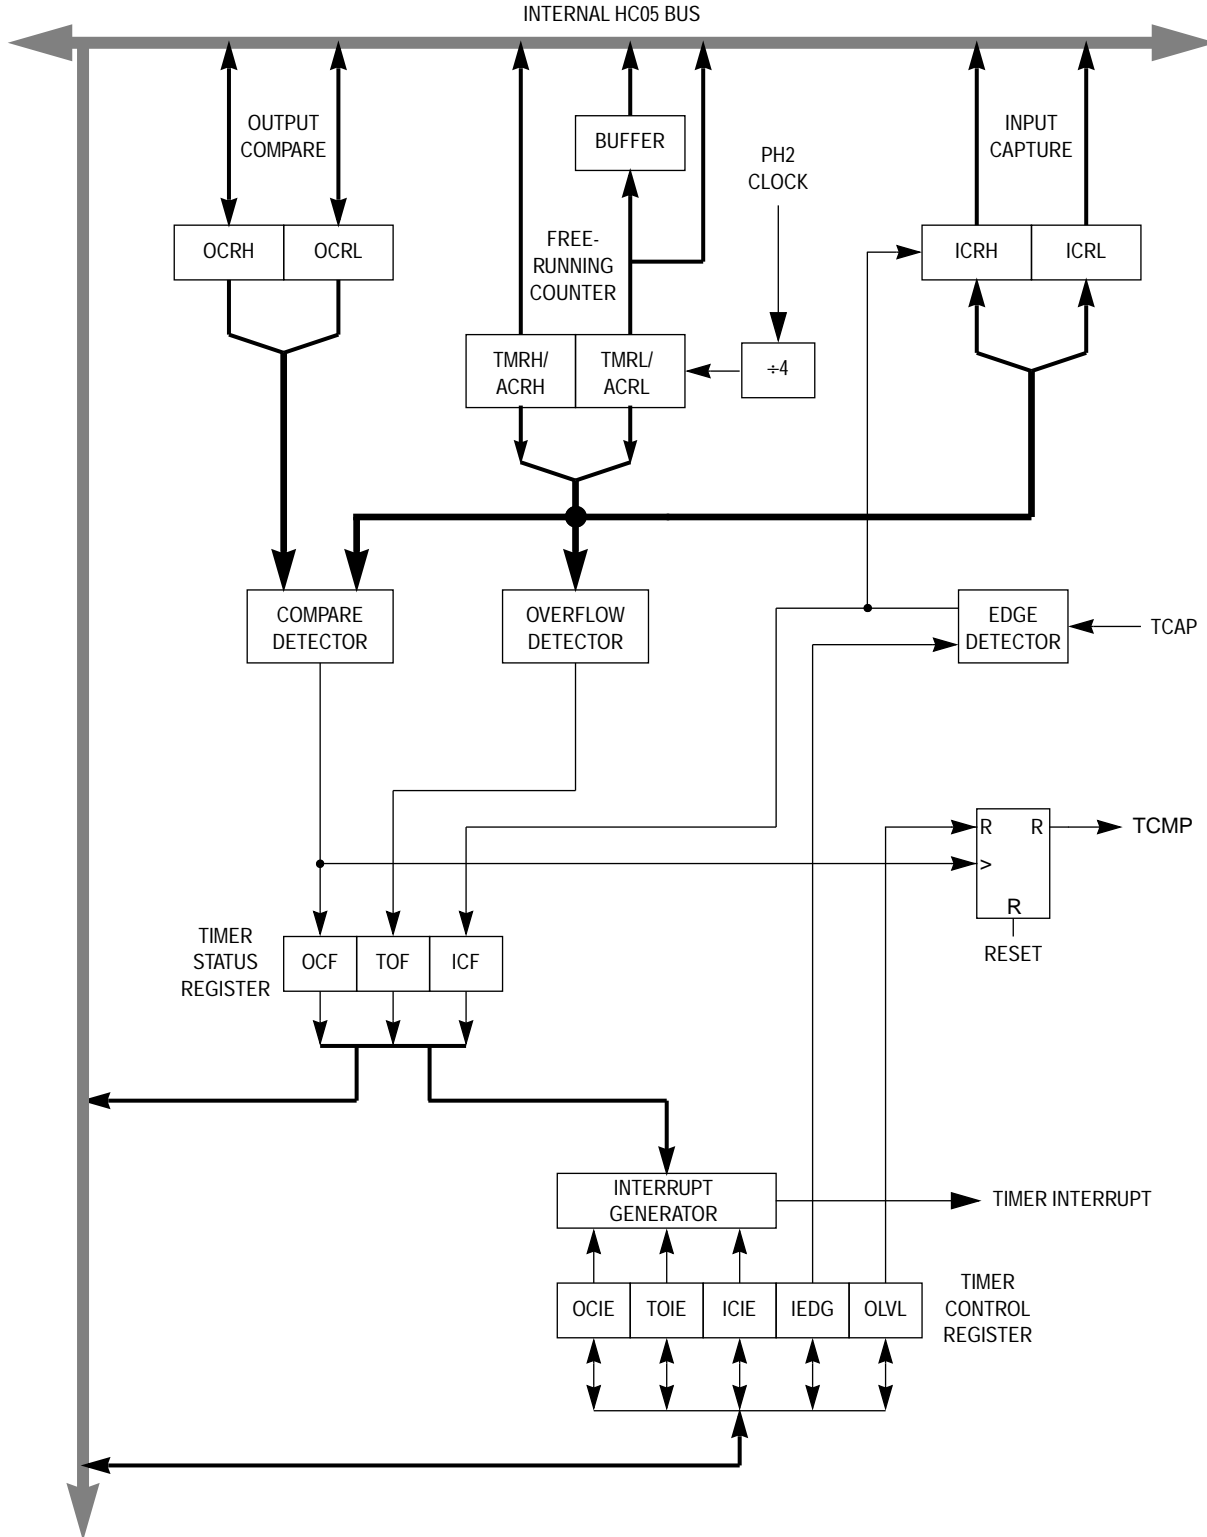 INTERNAL HC05 BUS
OUTPUT
COMPARE
BUFFER
INPUT
CAPTURE
PH2
CLOCK
OCRH
OCRL
FREE-
RUNNING
COUNTER
ICRH
ICRL
TMRH/
ACRH
TMRL/
ACRL
÷4
COMPARE
DETECTOR
OVERFLOW
DETECTOR
EDGE
DETECTOR
TCAP
R
R
TCMP
>
R
RESET
TIMER
STATUS
REGISTER
OCF
TOF
ICF
INTERRUPT
GENERATOR
TIMER INTERRUPT
OCIE
TOIE
ICIE
IEDG
OLVL
TIMER
CONTROL
REGISTER